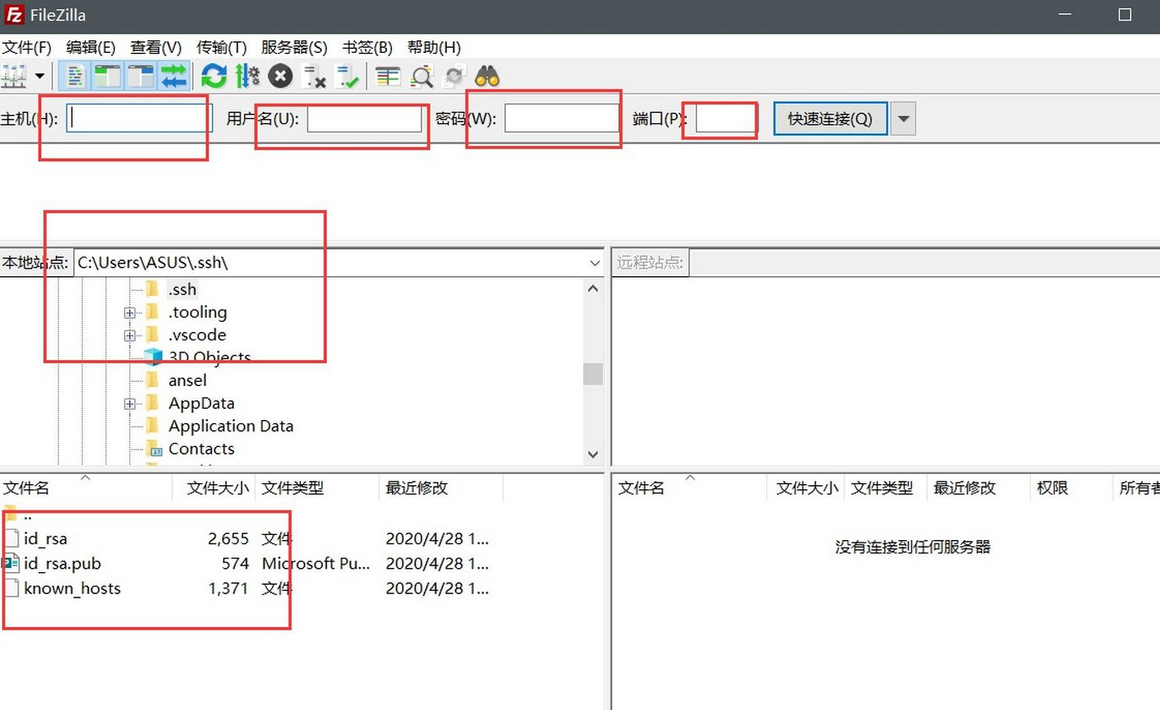 FileZilla
文件(F) 编辑(E) 查看(V) 传输(T) 服务器(S) 书签(B) 帮助(H)
主机(H): 用户名(U): 密码(W): 端口(P): 快速连接(Q)
本地站点: C:\Users\ASUS\.ssh\ 远程站点:
.ssh
.tooling
.vscode
3D Objects
ansel
AppData
Application Data
Contacts
文件名 文件大小 文件类型 最近修改 文件名 文件大小 文件类型 最近修改 权限 所有者
..
id_rsa 2,655 文件 2020/4/28 1...
id_rsa.pub 574 Microsoft Pu... 2020/4/28 1...
known_hosts 1,371 文件 2020/4/28 1...
没有连接到任何服务器